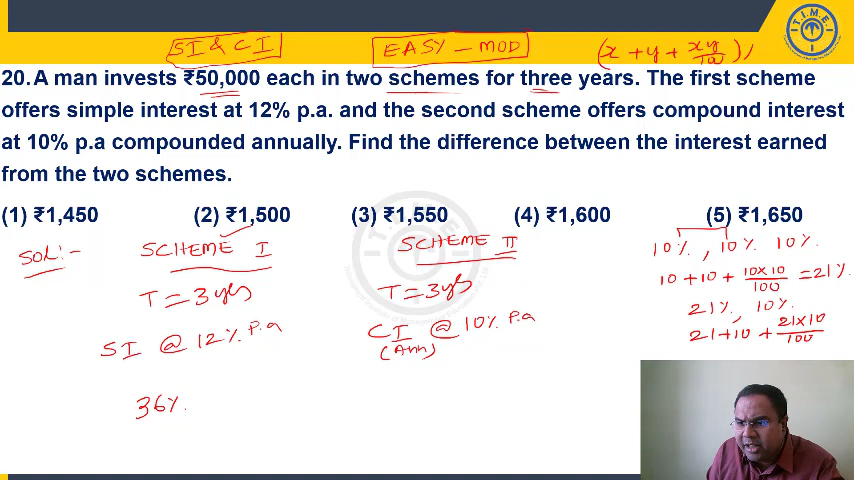 SI & CI
EASY - MOD
(x + y + xy/100)%
T.I.M.E.
20. A man invests ₹50,000 each in two schemes for three years. The first scheme
offers simple interest at 12% p.a. and the second scheme offers compound interest
at 10% p.a compounded annually. Find the difference between the interest earned
from the two schemes.
(1) ₹1,450 (2) ₹1,500 (3) ₹1,550 (4) ₹1,600 (5) ₹1,650
SOL:-
SCHEME I
T = 3 yrs
SI @ 12% P.a
36%
SCHEME II
T = 3 yrs
CI @ 10% P.a
(Ann)
10%, 10% 10%
10 + 10 + 10x10/100 = 21%
21%, 10%
21 + 10 + 21x10/100